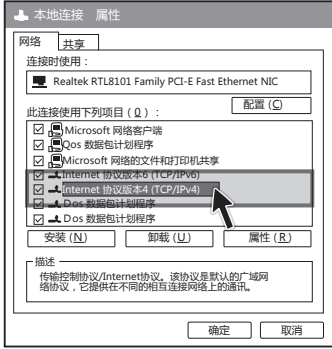 本地连接 属性
网络 共享
连接时使用：
Realtek RTL8101 Family PCI-E Fast Ethernet NIC
配置 (C)
此连接使用下列项目 ( O ) ：
Microsoft 网络客户端
Qos 数据包计划程序
Microsoft 网络的文件和打印机共享
Internet 协议版本6 (TCP/IPv6)
Internet 协议版本4 (TCP/IPv4)
Dos 数据包计划程序
Dos 数据包计划程序
安装 ( N ) 卸载 ( U ) 属性 ( R )
描述
传输控制协议/Internet协议。该协议是默认的广域网
络协议，它提供在不同的相互连接网络上的通讯。
确定 取消